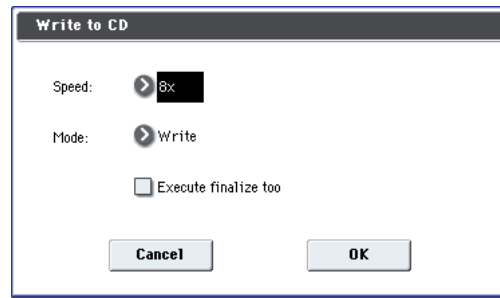 Write to CD
Speed: 8x
Mode: Write
Execute finalize too
Cancel OK